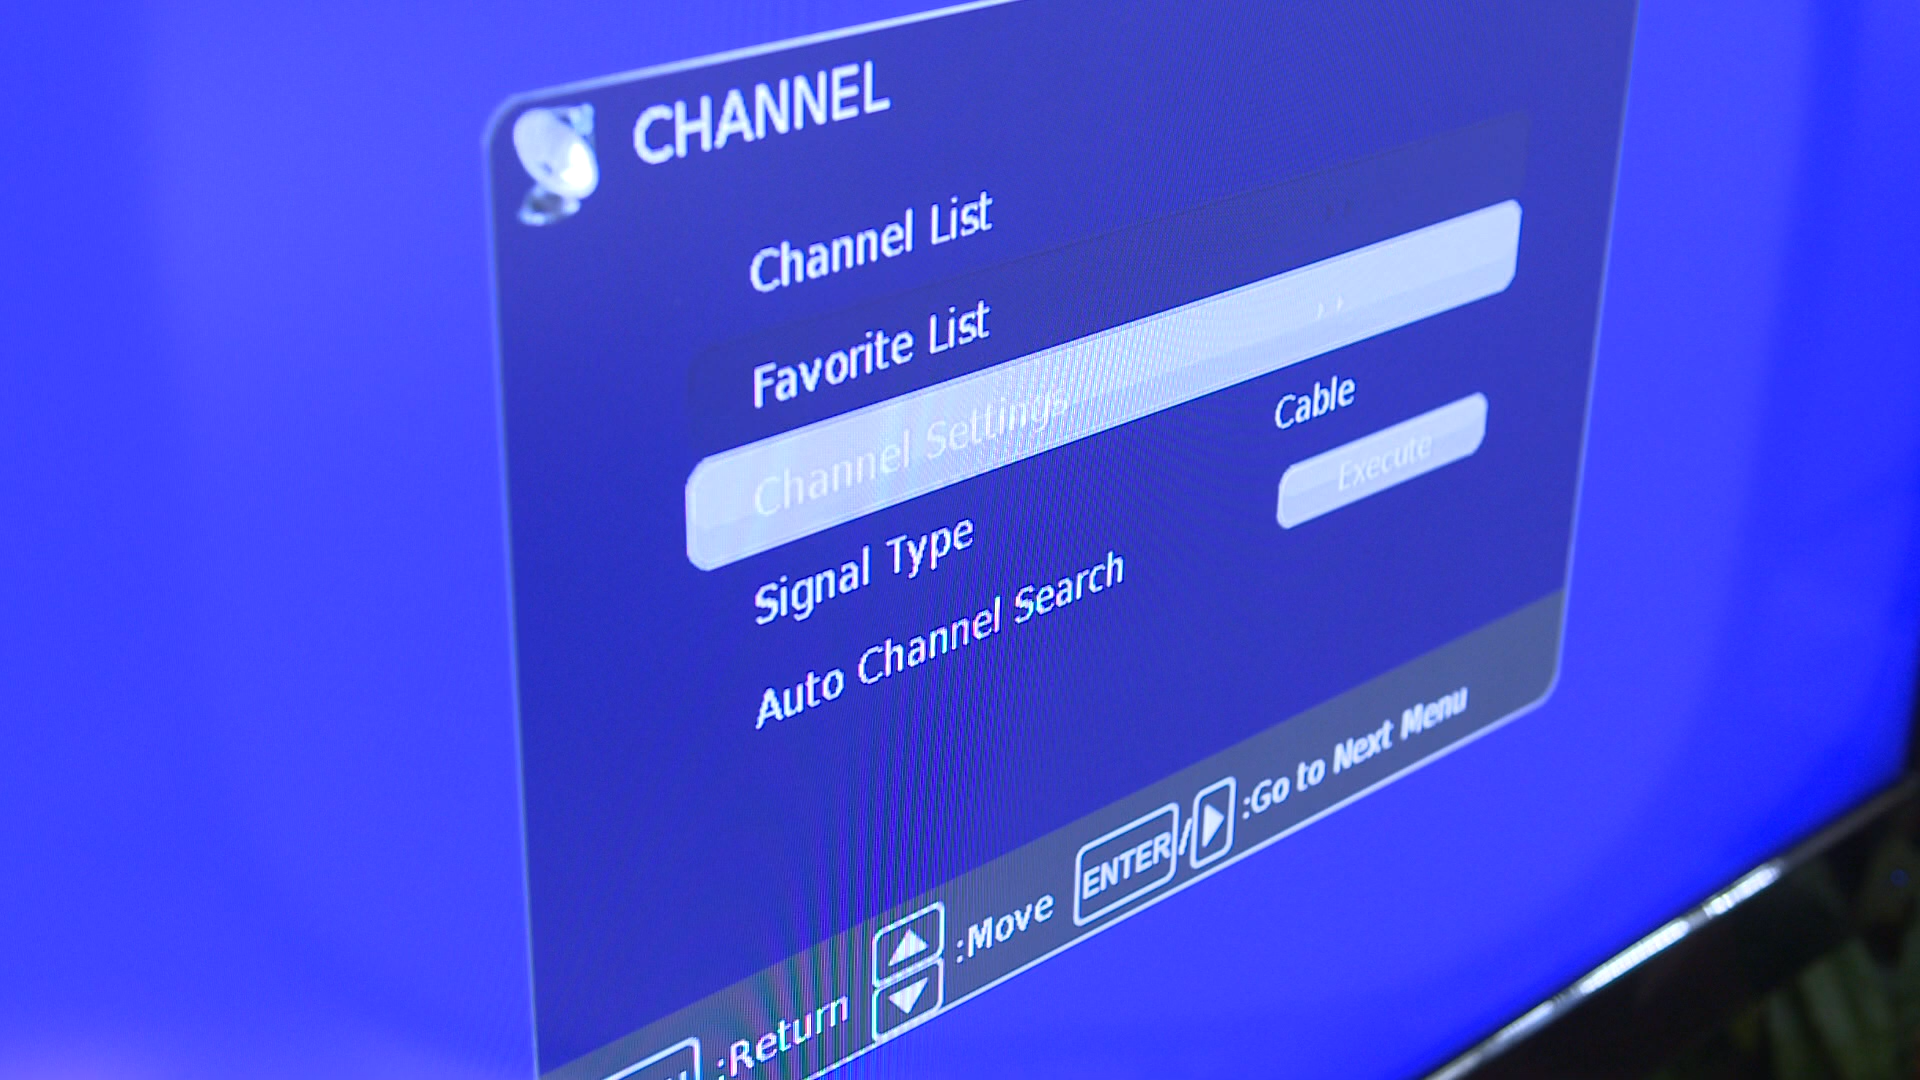 CHANNEL
Channel List
Favorite List
Channel Settings
Signal Type Cable
Auto Channel Search Execute
:Return :Move ENTER/ :Go to Next Menu